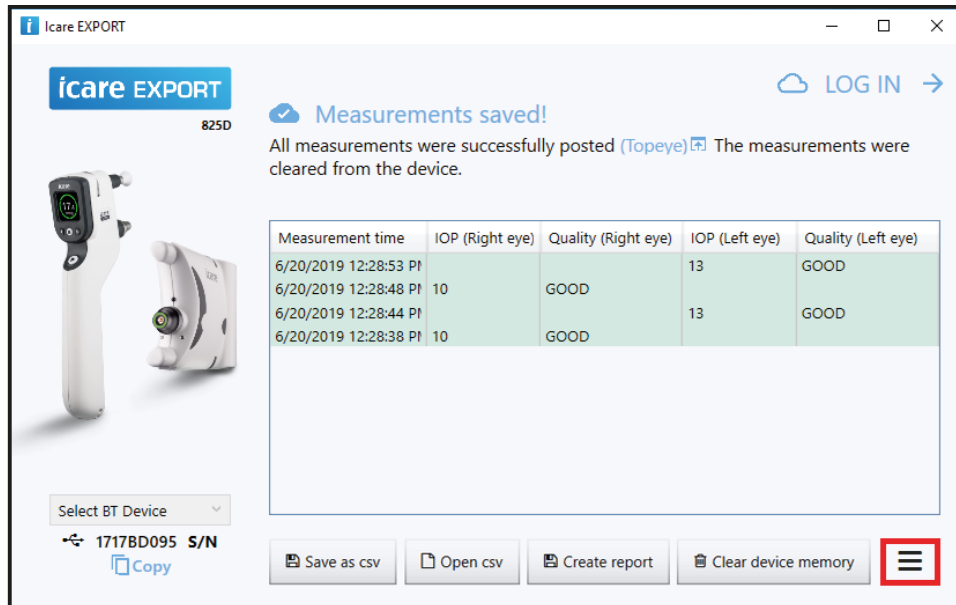 Icare EXPORT
icare EXPORT
825D
LOG IN
Measurements saved!
All measurements were successfully posted (Topeye) The measurements were
cleared from the device.
Measurement time IOP (Right eye) Quality (Right eye) IOP (Left eye) Quality (Left eye)
6/20/2019 12:28:53 PM 13 GOOD
6/20/2019 12:28:48 PM 10 GOOD
6/20/2019 12:28:44 PM 13 GOOD
6/20/2019 12:28:38 PM 10 GOOD
Select BT Device
1717BD095 S/N
Copy
Save as csv Open csv Create report Clear device memory